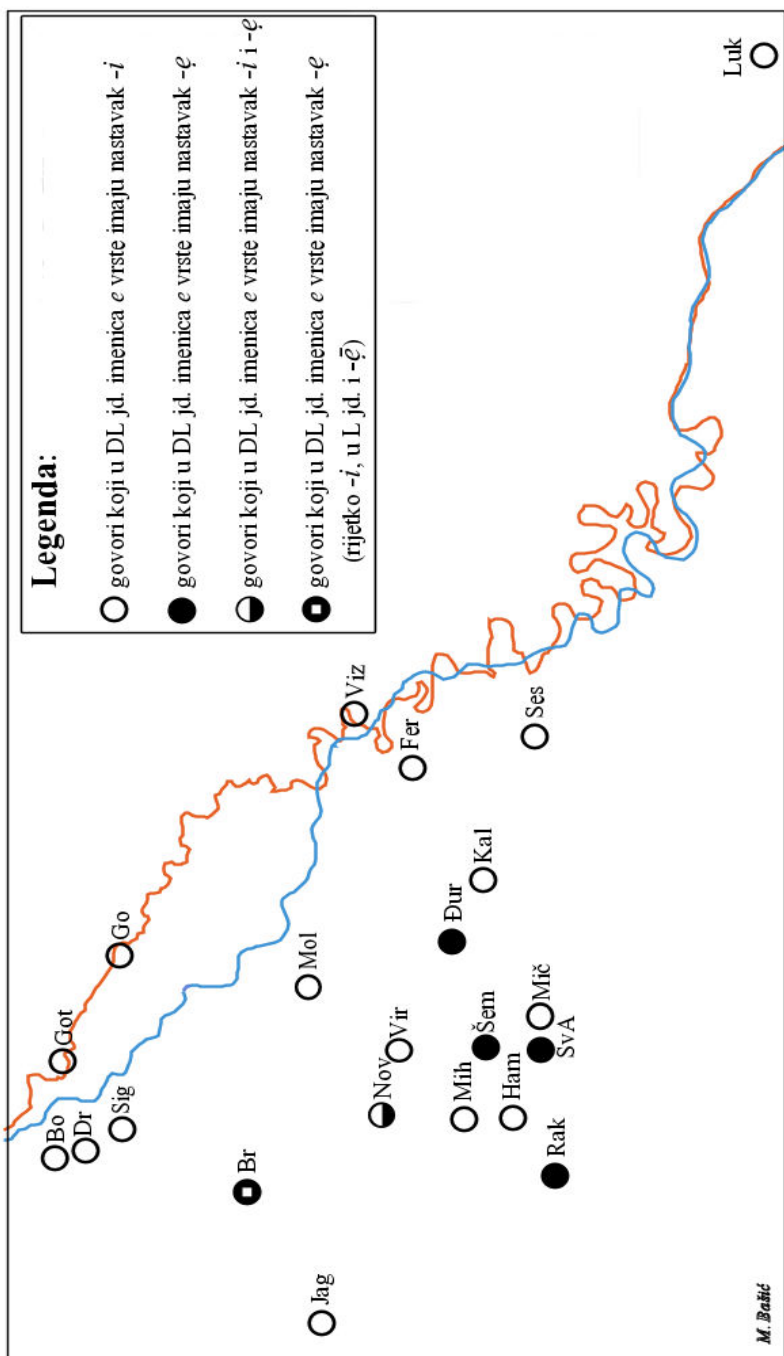 Legenda:
govori koji u DL jd. imenica e vrste imaju nastavak -i
govori koji u DL jd. imenica e vrste imaju nastavak -ẹ
govori koji u DL jd. imenica e vrste imaju nastavak -i i -ẹ
govori koji u DL jd. imenica e vrste imaju nastavak -ẹ
(rijetko -i, u L jd. i -ẹ̄)
Bo
Got
Dr
Sig
Go
Br
Jag
Mol
Viz
Nov
Vir
Fer
Mih
Šem
Đur
Kal
Ham
Rak
SvA
Mič
Ses
Luk
M. Bašić